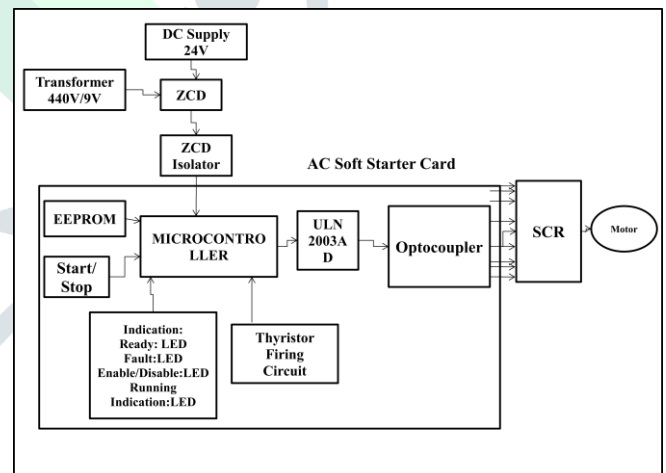 DC Supply
24V
Transformer
440V/9V
ZCD
ZCD
Isolator
AC Soft Starter Card
EEPROM
MICROCONTRO
LLER
ULN
2003A
D
Optocoupler
SCR
Motor
Start/
Stop
Indication:
Ready: LED
Fault:LED
Enable/Disable:LED
Running
Indication:LED
Thyristor
Firing
Circuit